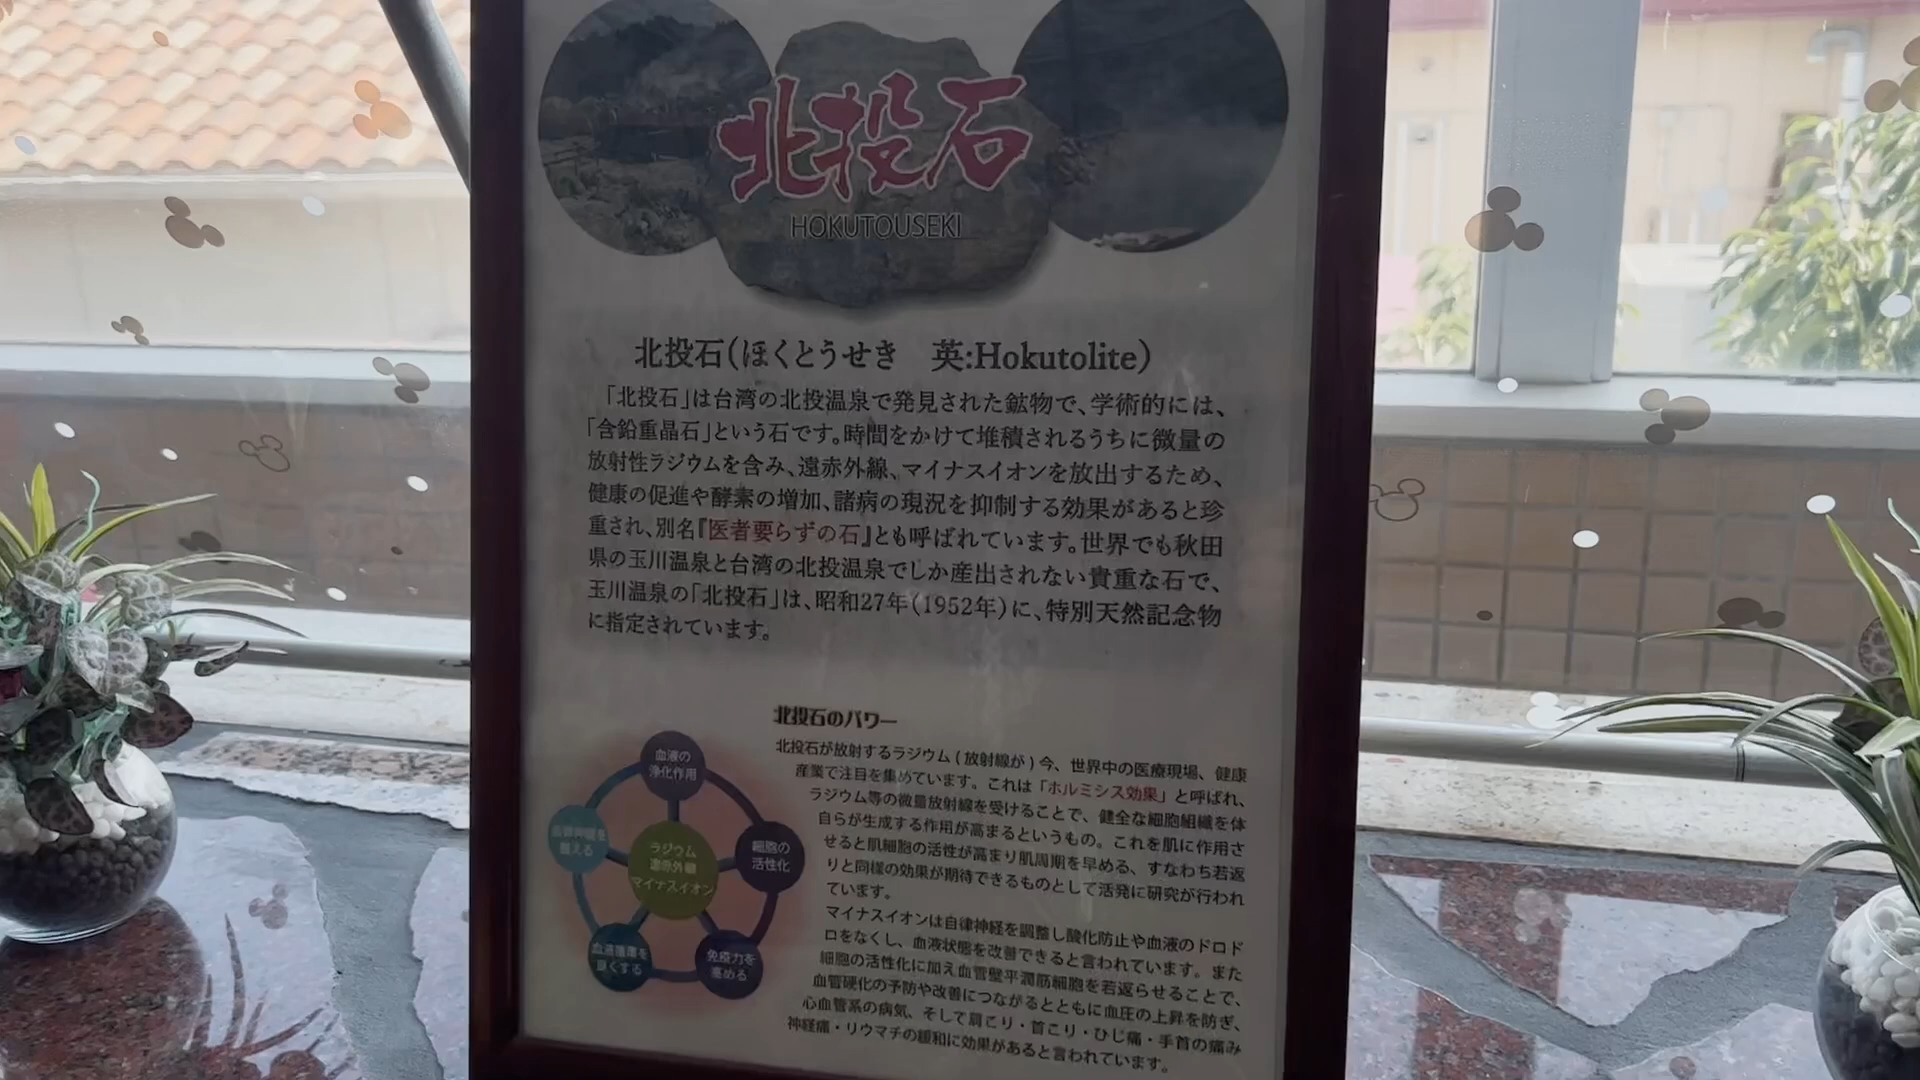 北投石
HOKUTOUSEKI
北投石(ほくとうせき 英:Hokutolite)
「北投石」は台湾の北投温泉で発見された鉱物で、学術的には、
「含鉛重晶石」という石です。時間をかけて堆積されるうちに微量の
放射性ラジウムを含み、遠赤外線、マイナスイオンを放出するため、
健康の促進や酵素の増加、諸病の現況を抑制する効果があると珍
重され、別名『医者要らずの石』とも呼ばれています。世界でも秋田
県の玉川温泉と台湾の北投温泉でしか産出されない貴重な石で、
玉川温泉の「北投石」は、昭和27年(1952年)に、特別天然記念物
に指定されています。
北投石のパワー
北投石が放射するラジウム(放射線が)今、世界中の医療現場、健康
産業で注目を集めています。これは「ホルミシス効果」と呼ばれ、
ラジウム等の微量放射線を受けることで、健全な細胞組織を体
自らが生成する作用が高まるというもの。これを肌に作用さ
せると肌細胞の活性が高まり肌周期を早める、すなわち若返
りと同様の効果が期待できるものとして活発に研究が行われ
ています。
マイナスイオンは自律神経を調整し酸化防止や血液のドロド
ロをなくし、血液状態を改善できると言われています。また
細胞の活性化に加え血管壁平滑筋細胞を若返らせることで、
血管硬化の予防や改善につながるとともに血圧の上昇を防ぎ、
心血管系の病気、そして肩こり・首こり・ひじ痛・手首の痛み
神経痛・リウマチの緩和に効果があると言われています。
血液の
浄化作用
細胞の
活性化
免疫力を
高める
血液循環を
良くする
自律神経を
整える
ラジウム
遠赤外線
マイナスイオン